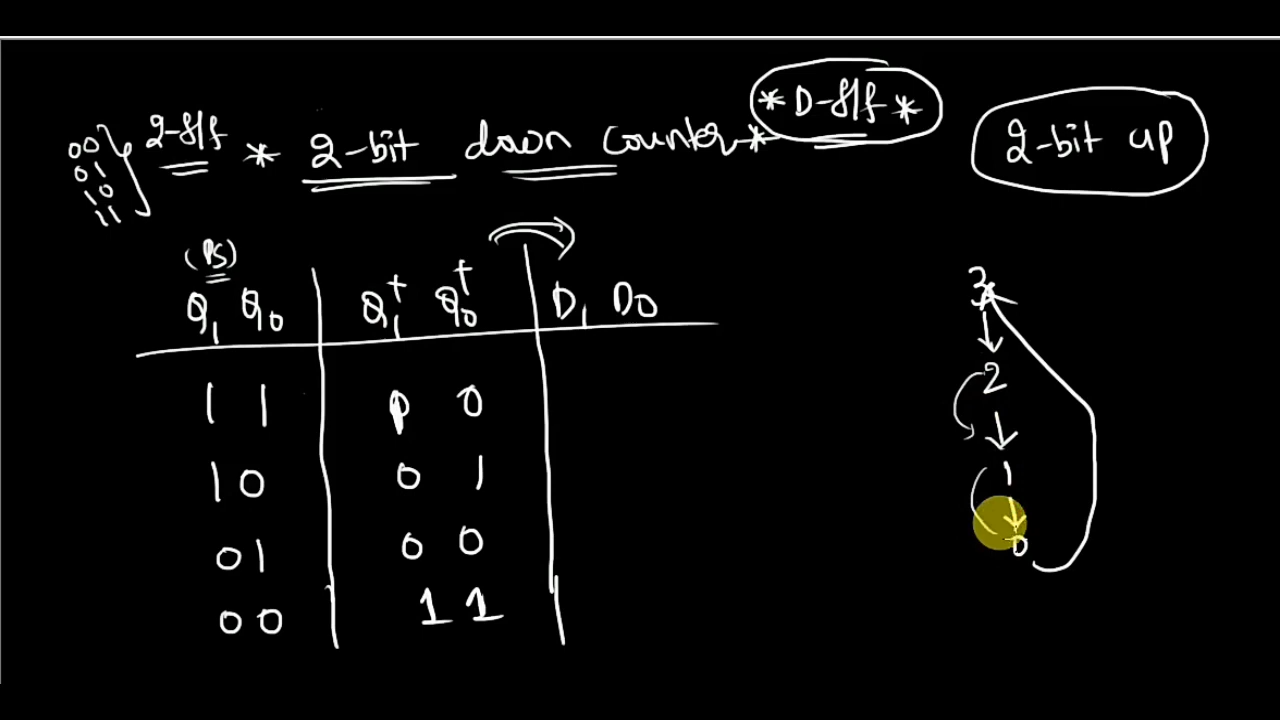 00 2-f/f * 2-bit down counter * * D-f/f * 2-bit up
01
10
11
(PS)
Q1 Q0 Q1+ Q0+ D1 D0
1 1 0
1 0 0 1
0 1 0 0
0 0 1 1
3
2
1
0